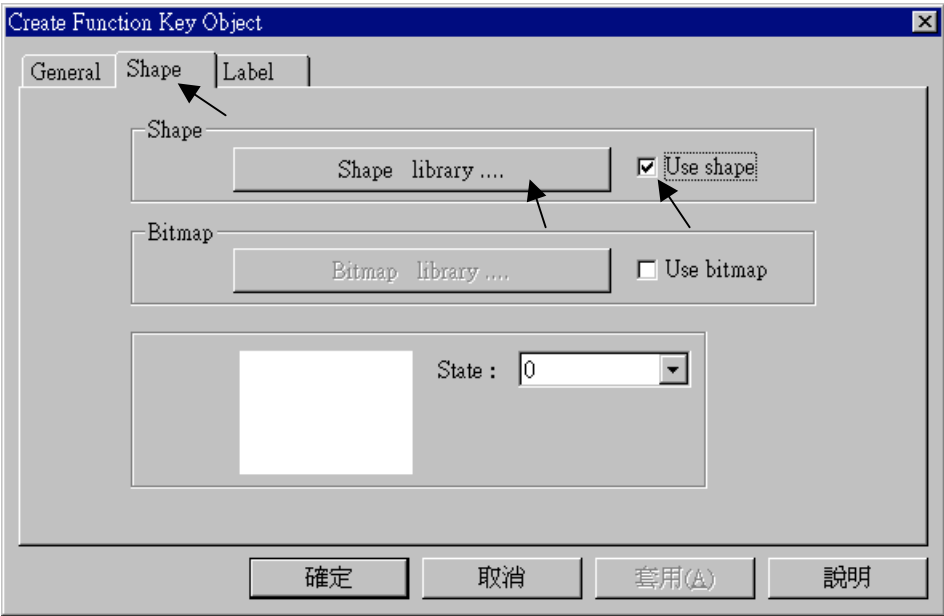 Create Function Key Object
General Shape Label
Shape
Shape library .... Use shape
Bitmap
Bitmap library .... Use bitmap
State : 0
確定 取消 套用(A) 說明